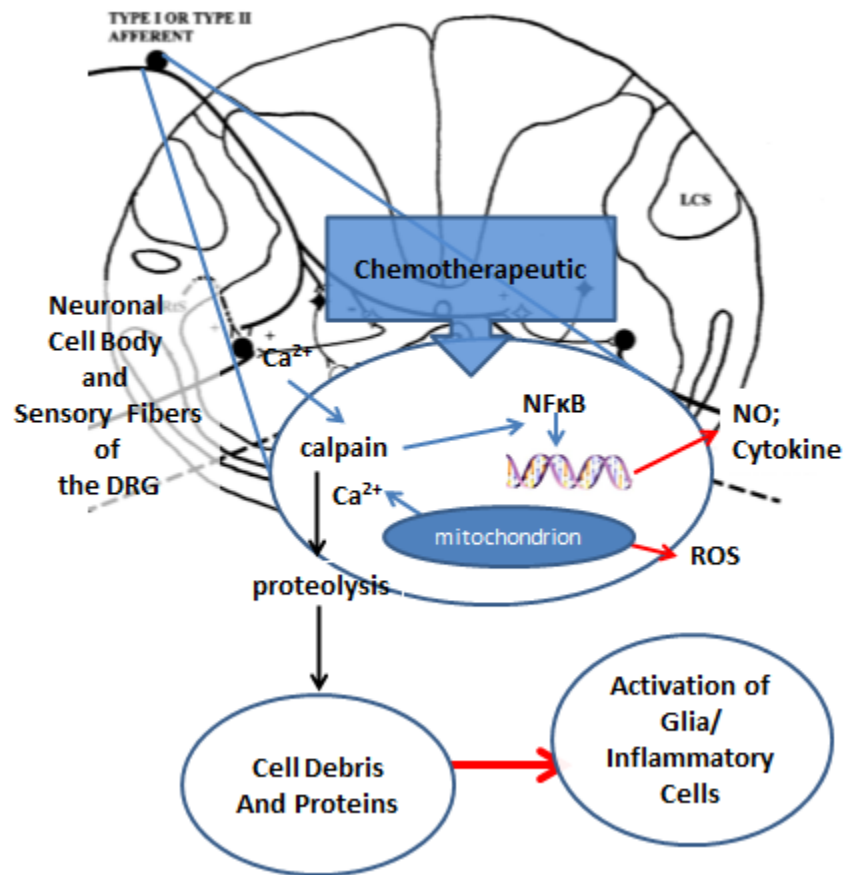 TYPE I OR TYPE II
AFFERENT
LCS
Chemotherapeutic
Neuronal
Cell Body
and
Sensory Fibers
of
the DRG
Ca²⁺
NFκB
NO;
Cytokine
calpain
Ca²⁺
mitochondrion
ROS
proteolysis
Activation of
Glia/
Inflammatory
Cells
Cell Debris
And Proteins